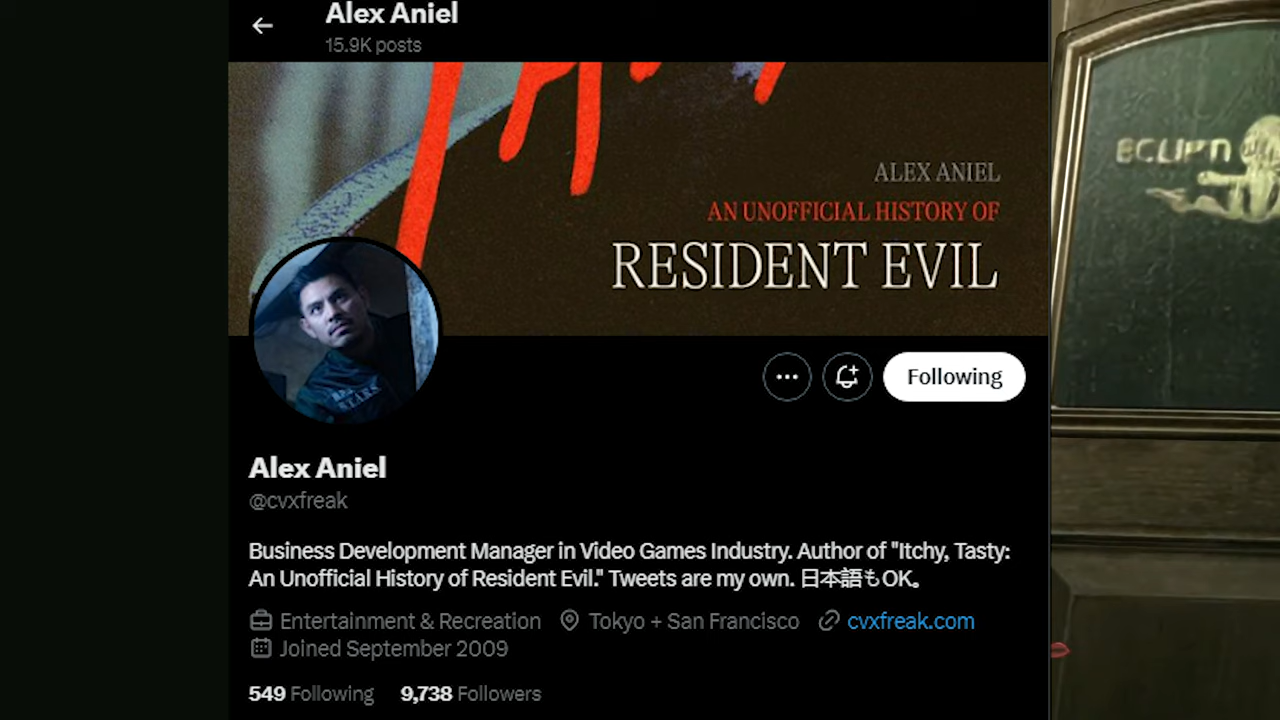 Alex Aniel
15.9K posts
ALEX ANIEL
AN UNOFFICIAL HISTORY OF
RESIDENT EVIL
Following
Alex Aniel
@cvxfreak
Business Development Manager in Video Games Industry. Author of "Itchy, Tasty:
An Unofficial History of Resident Evil." Tweets are my own. 日本語もOK。
Entertainment & Recreation Tokyo + San Francisco cvxfreak.com
Joined September 2009
549 Following 9,738 Followers